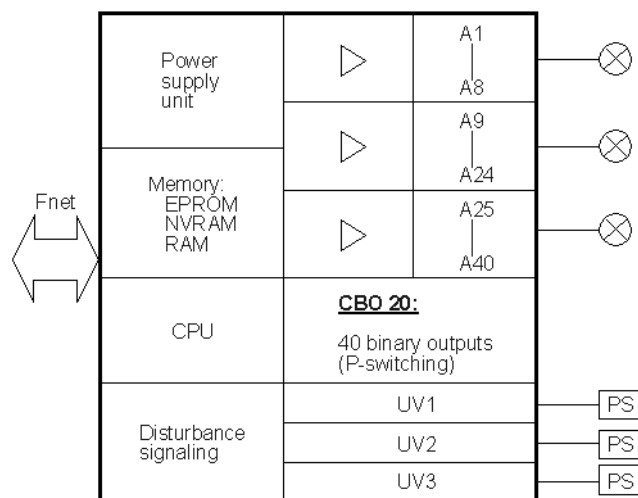 Fnet
Power
supply
unit
Memory:
EPROM
NVRAM
RAM
CPU
Disturbance
signaling
A1
A8
A9
A24
A25
A40
CBO 20:
40 binary outputs
(P-switching)
UV1
PS
UV2
PS
UV3
PS